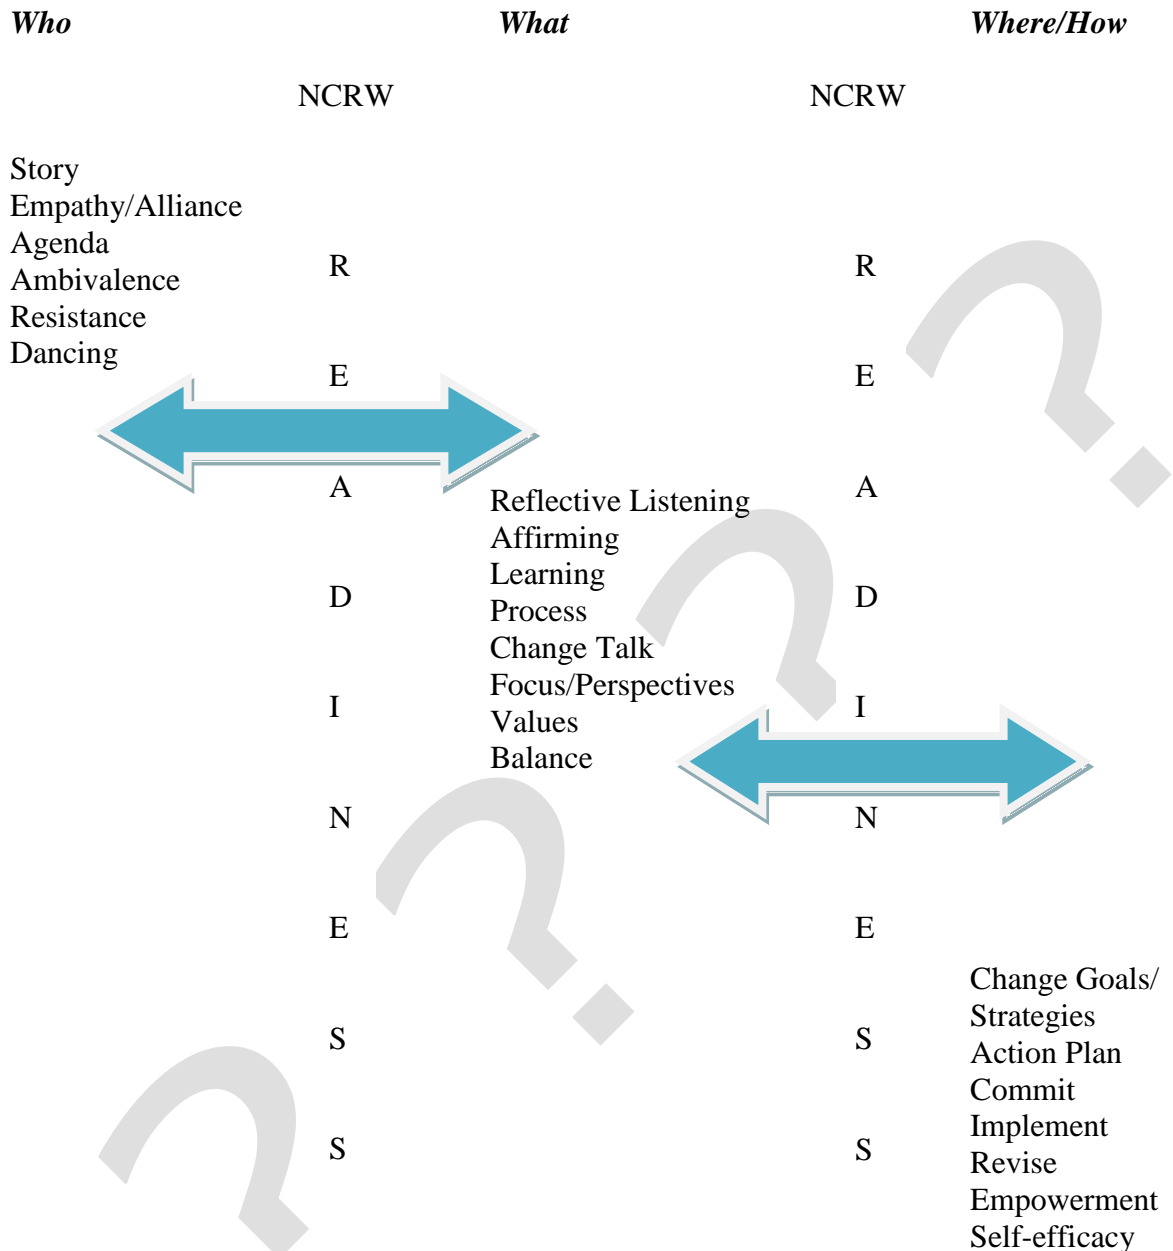 Who What Where/How
NCRW NCRW
Story
Empathy/Alliance
Agenda
Ambivalence
Resistance
Dancing
R
E
A
D
I
N
E
S
S
Reflective Listening
Affirming
Learning
Process
Change Talk
Focus/Perspectives
Values
Balance
R
E
A
D
I
N
E
S
S
Change Goals/
Strategies
Action Plan
Commit
Implement
Revise
Empowerment
Self-efficacy
?
?
?
?